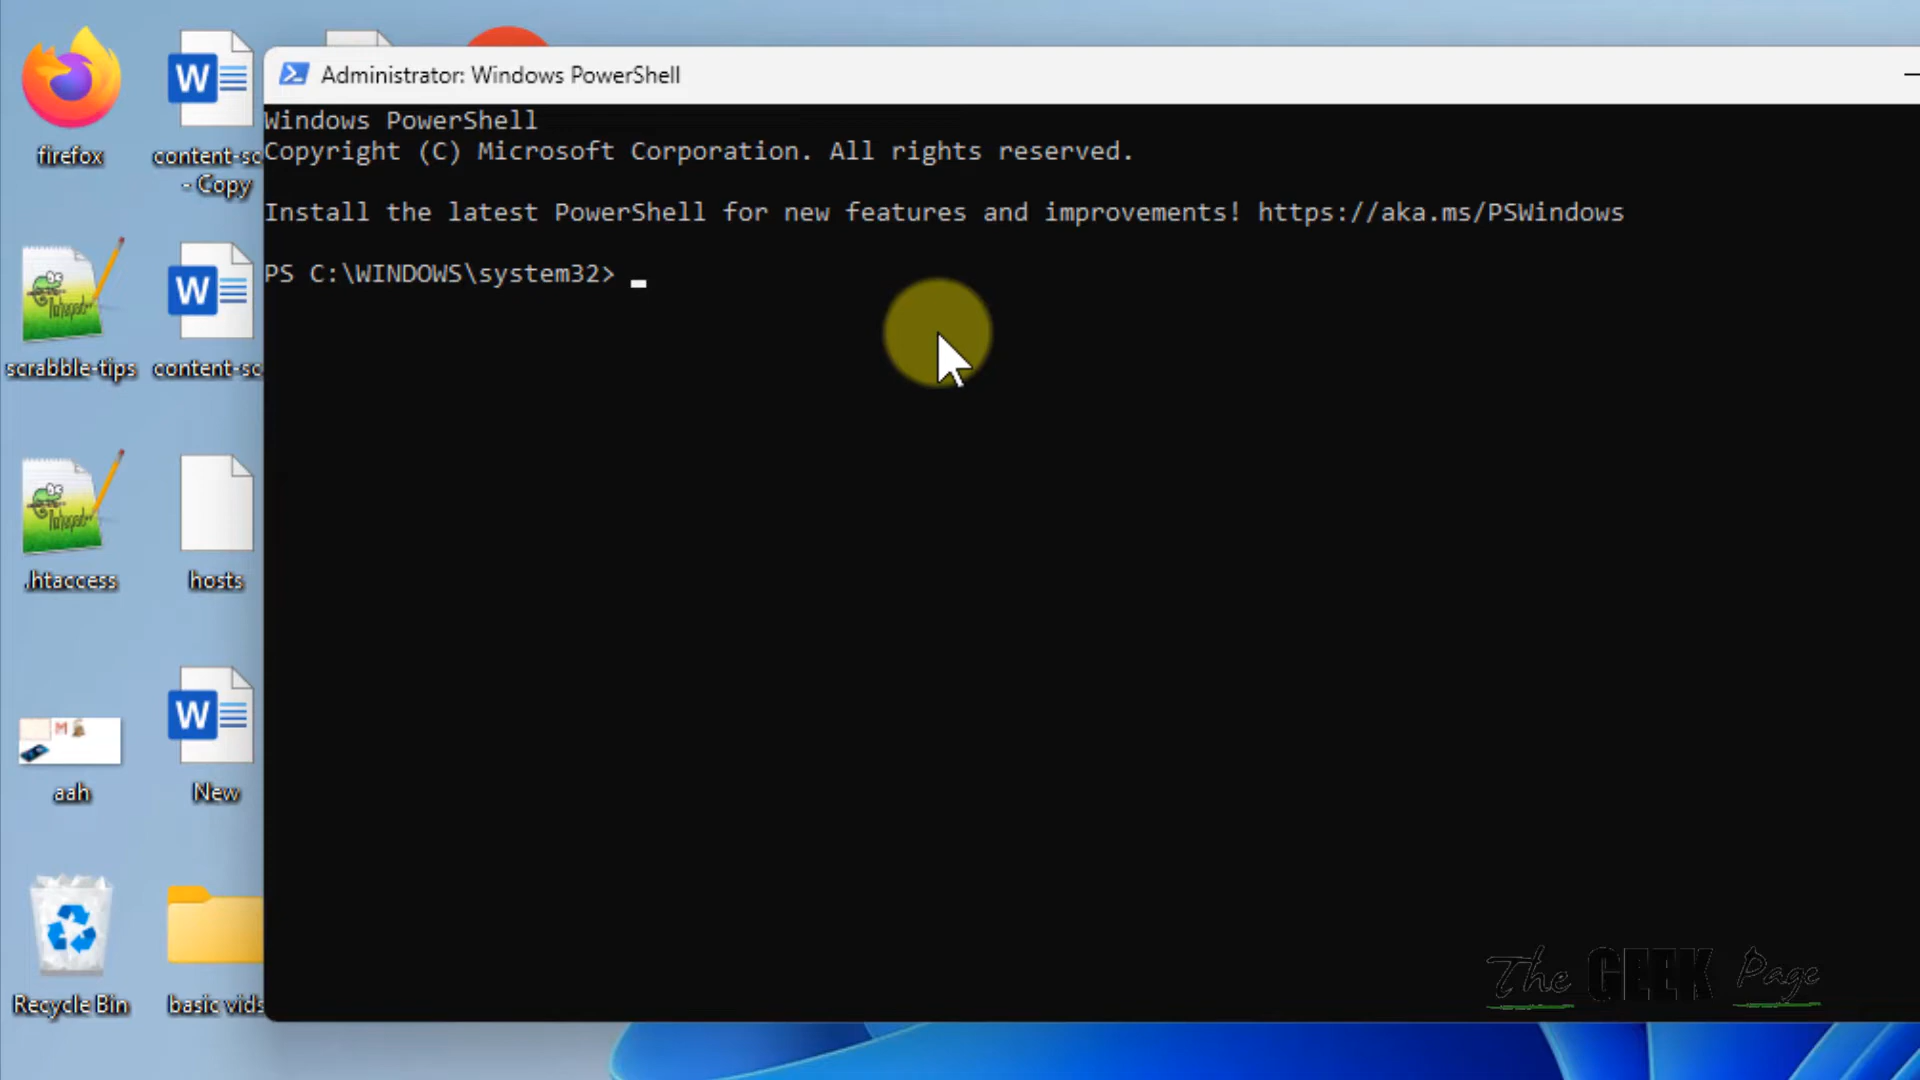 Administrator: Windows PowerShell
Windows PowerShell
Copyright (C) Microsoft Corporation. All rights reserved.
Install the latest PowerShell for new features and improvements! https://aka.ms/PSWindows
PS C:\WINDOWS\system32>
firefox
content-sc
- Copy
scrabble-tips
content-sc
.htaccess
hosts
aah
New
Recycle Bin
basic vids
The GEEK Page